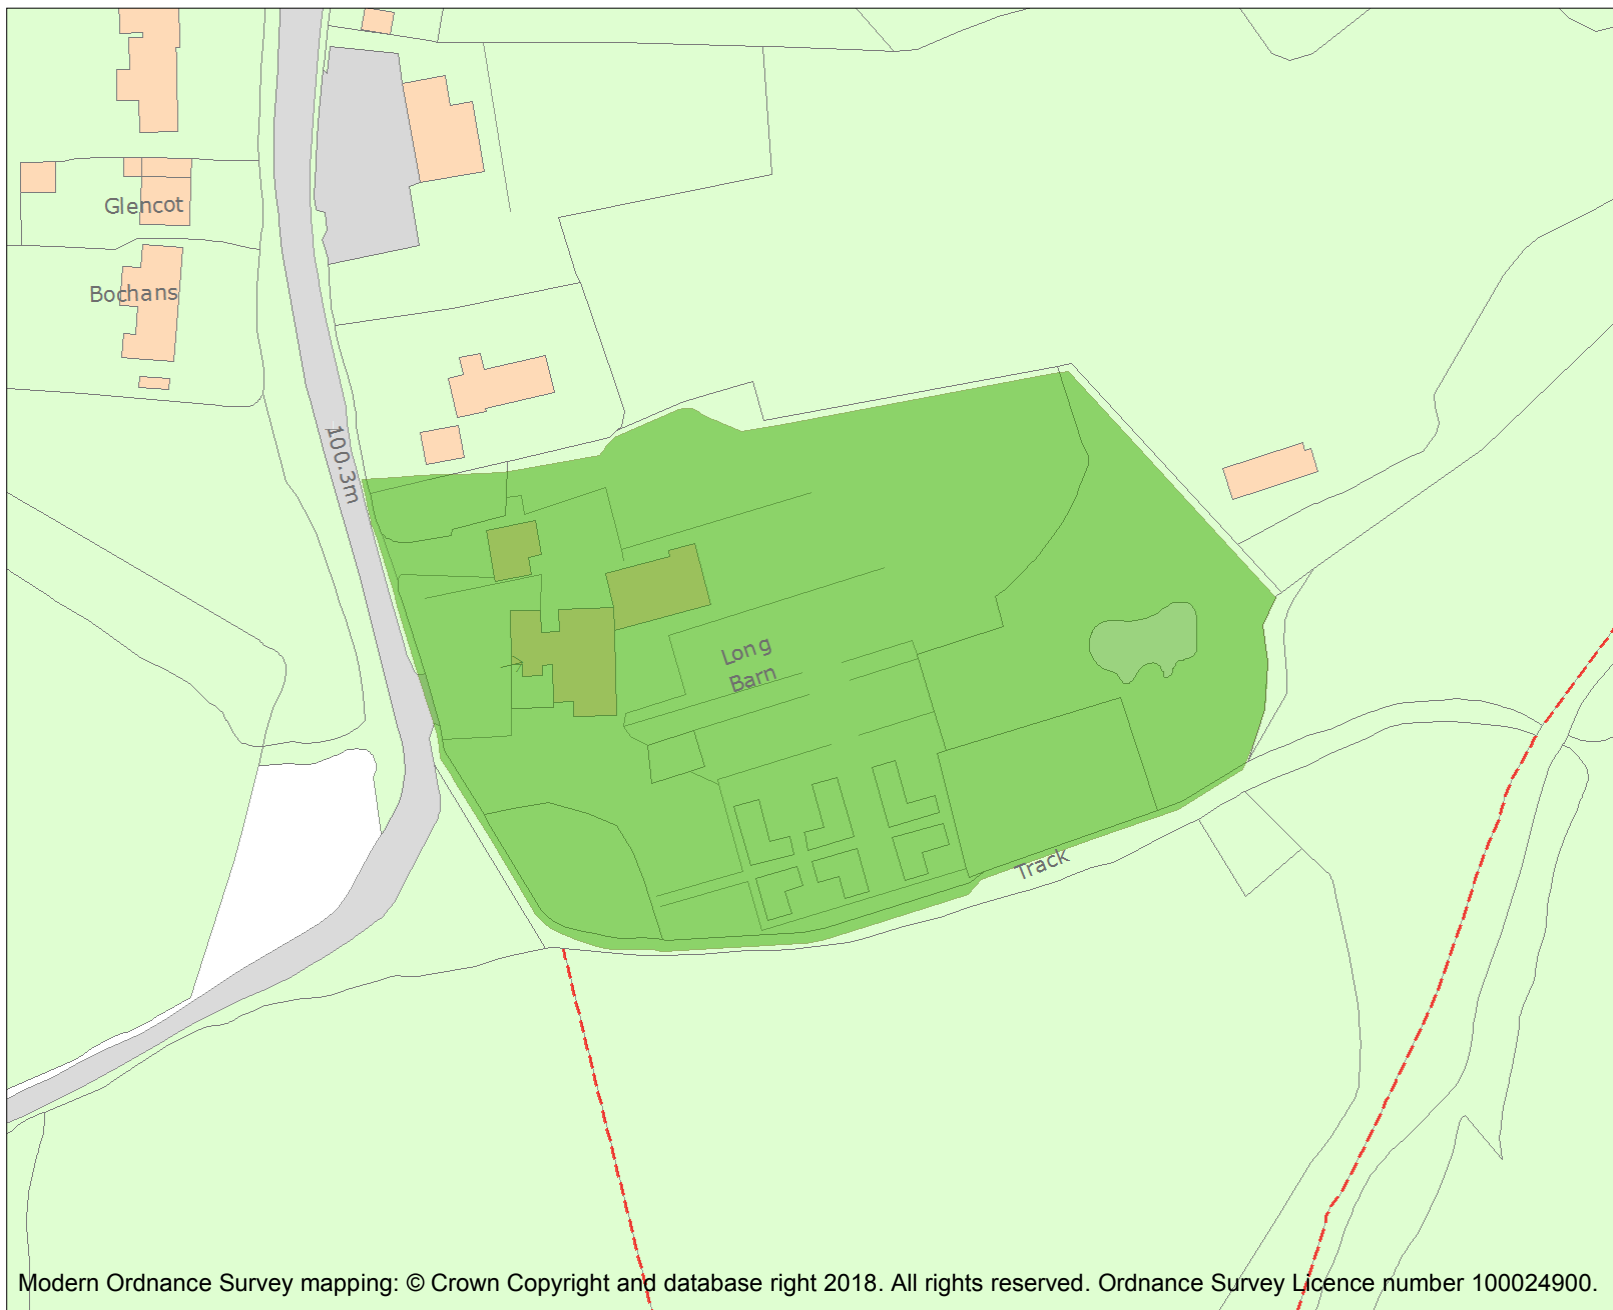 Glencot
Bochans
100.3m
Long
Barn
Track
Modern Ordnance Survey mapping: © Crown Copyright and database right 2018. All rights reserved. Ordnance Survey Licence number 100024900.